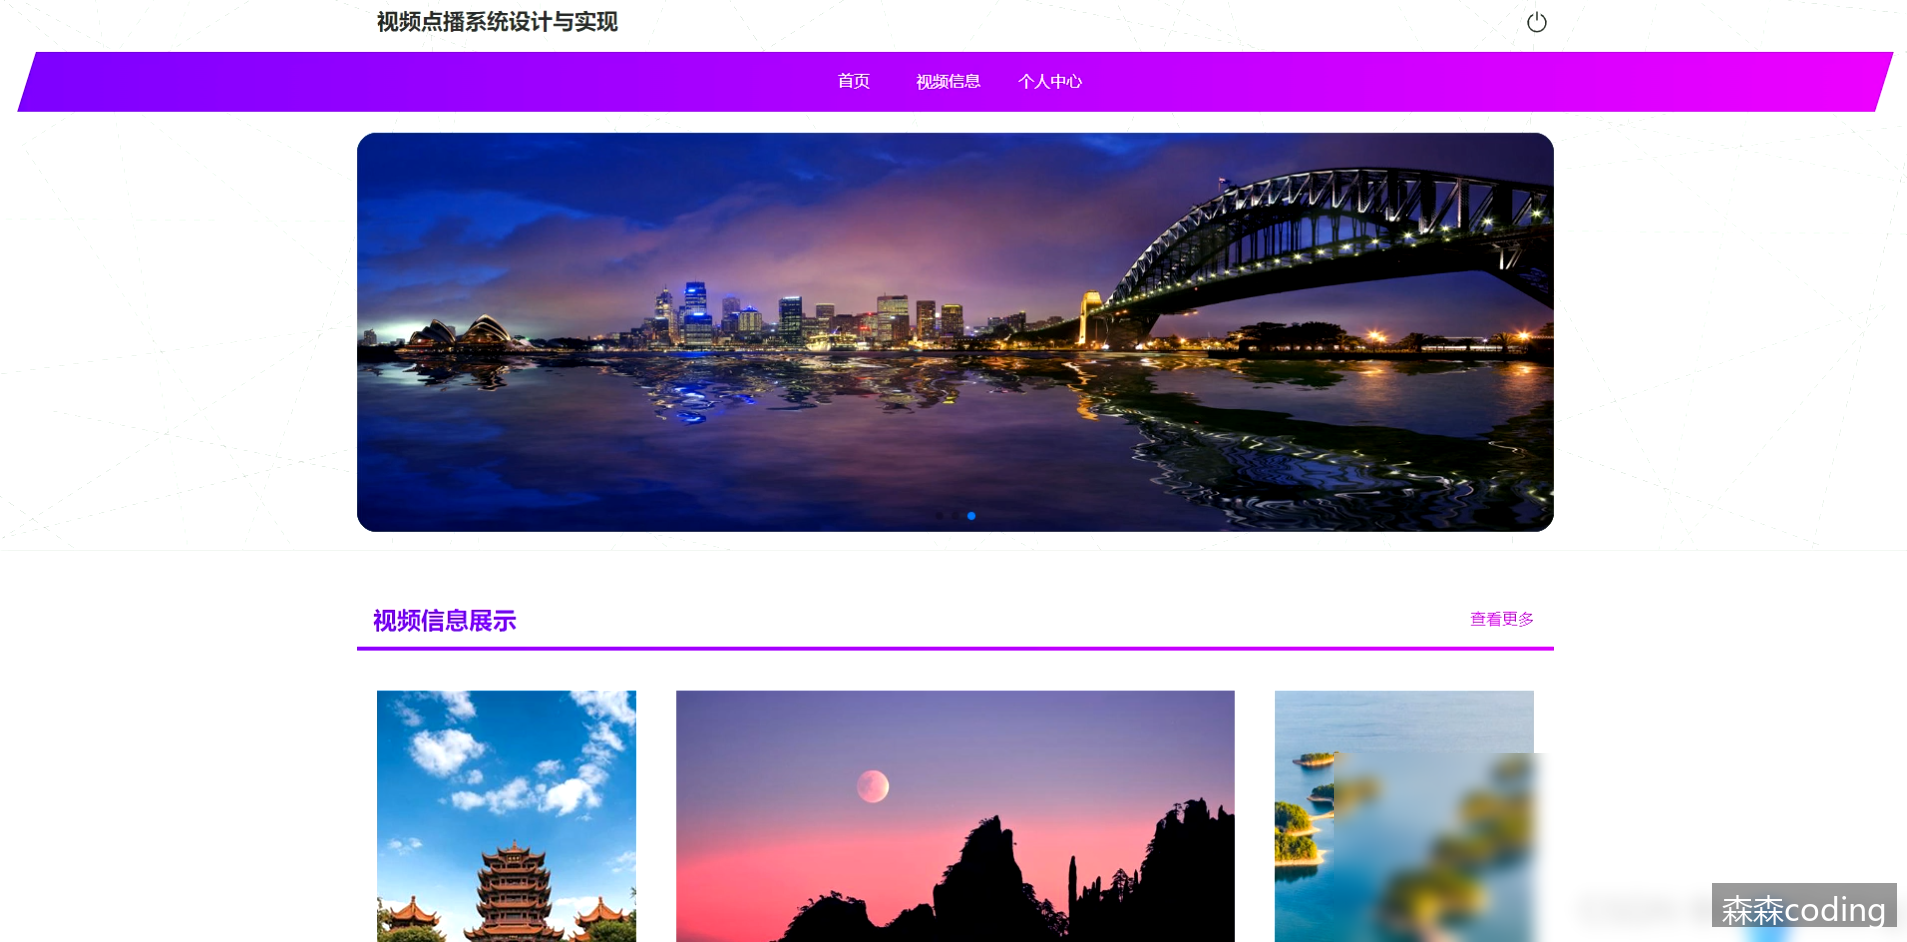 视频点播系统设计与实现
首页 视频信息 个人中心
视频信息展示
查看更多
森森coding